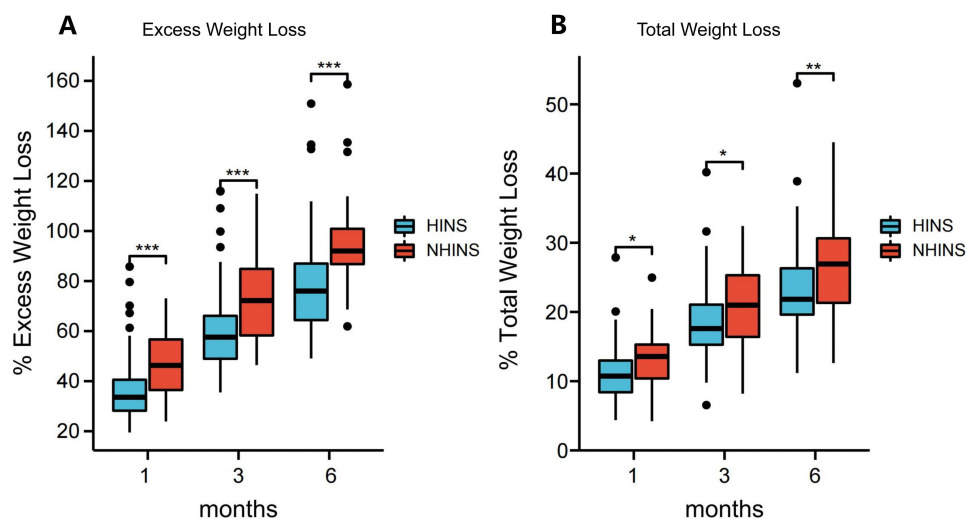 A Excess Weight Loss
% Excess Weight Loss
160
140
120
100
80
60
40
20
***
***
***
1 3 6
months
HINS
NHINS
B Total Weight Loss
% Total Weight Loss
50
40
30
20
10
0
*
*
**
1 3 6
months
HINS
NHINS